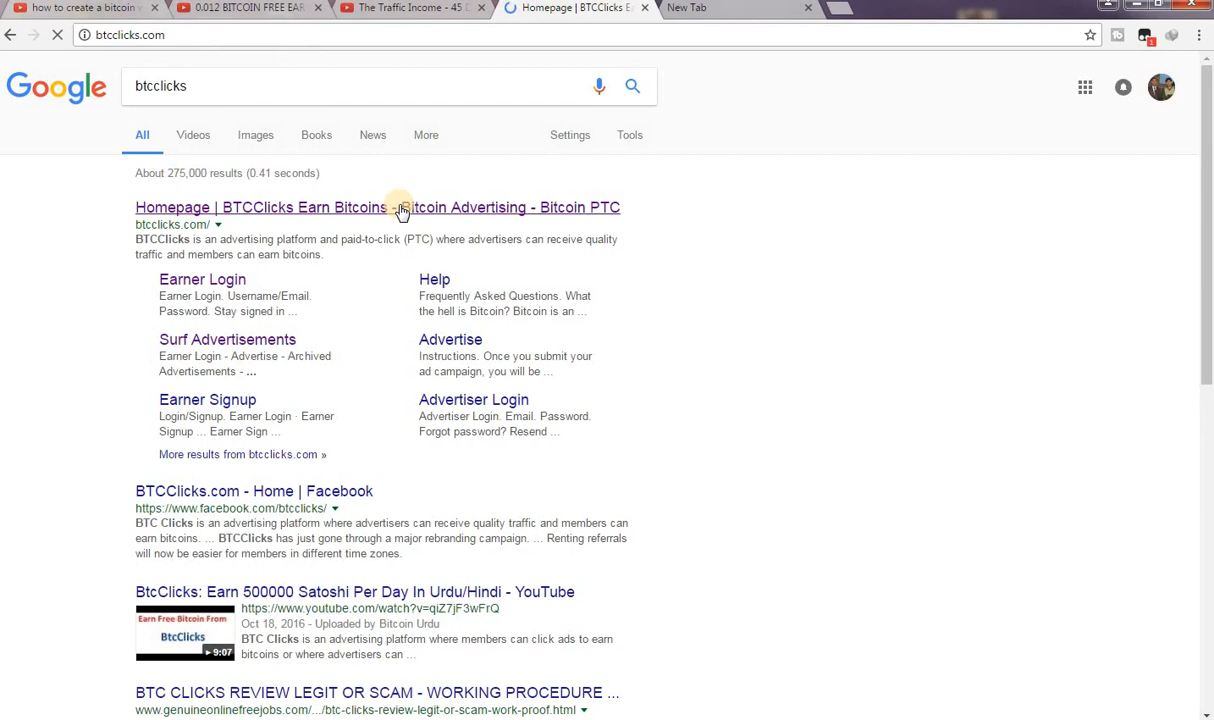 how to create a bitcoin w
0.012 BITCOIN FREE EAR
The Traffic Income - 45 D
Homepage | BTCClicks E
New Tab
btcclicks.com
1
Google
btcclicks
All
Videos
Images
Books
News
More
Settings
Tools
About 275,000 results (0.41 seconds)
Homepage | BTCClicks Earn Bitcoins - Bitcoin Advertising - Bitcoin PTC
btcclicks.com/
BTCClicks is an advertising platform and paid-to-click (PTC) where advertisers can receive quality
traffic and members can earn bitcoins.
Earner Login
Earner Login. Username/Email.
Password. Stay signed in ...
Help
Frequently Asked Questions. What
the hell is Bitcoin? Bitcoin is an ...
Surf Advertisements
Earner Login - Advertise - Archived
Advertisements - ...
Advertise
Instructions. Once you submit your
ad campaign, you will be ...
Earner Signup
Login/Signup. Earner Login · Earner
Signup ... Earner Sign ...
Advertiser Login
Advertiser Login. Email. Password.
Forgot password? Resend ...
More results from btcclicks.com »
BTCClicks.com - Home | Facebook
https://www.facebook.com/btcclicks/
BTC Clicks is an advertising platform where advertisers can receive quality traffic and members can
earn bitcoins. ... BTCClicks has just gone through a major rebranding campaign. ... Renting referrals
will now be easier for members in different time zones.
BtcClicks: Earn 500000 Satoshi Per Day In Urdu/Hindi - YouTube
https://www.youtube.com/watch?v=qiZ7jF3wFrQ
Oct 18, 2016 - Uploaded by Bitcoin Urdu
BTC Clicks is an advertising platform where members can click ads to earn
bitcoins or where advertisers can ...
Earn Free Bitcoin From
BtcClicks
9:07
BTC CLICKS REVIEW LEGIT OR SCAM - WORKING PROCEDURE ...
www.genuineonlinefreejobs.com/.../btc-clicks-review-legit-or-scam-work-proof.html